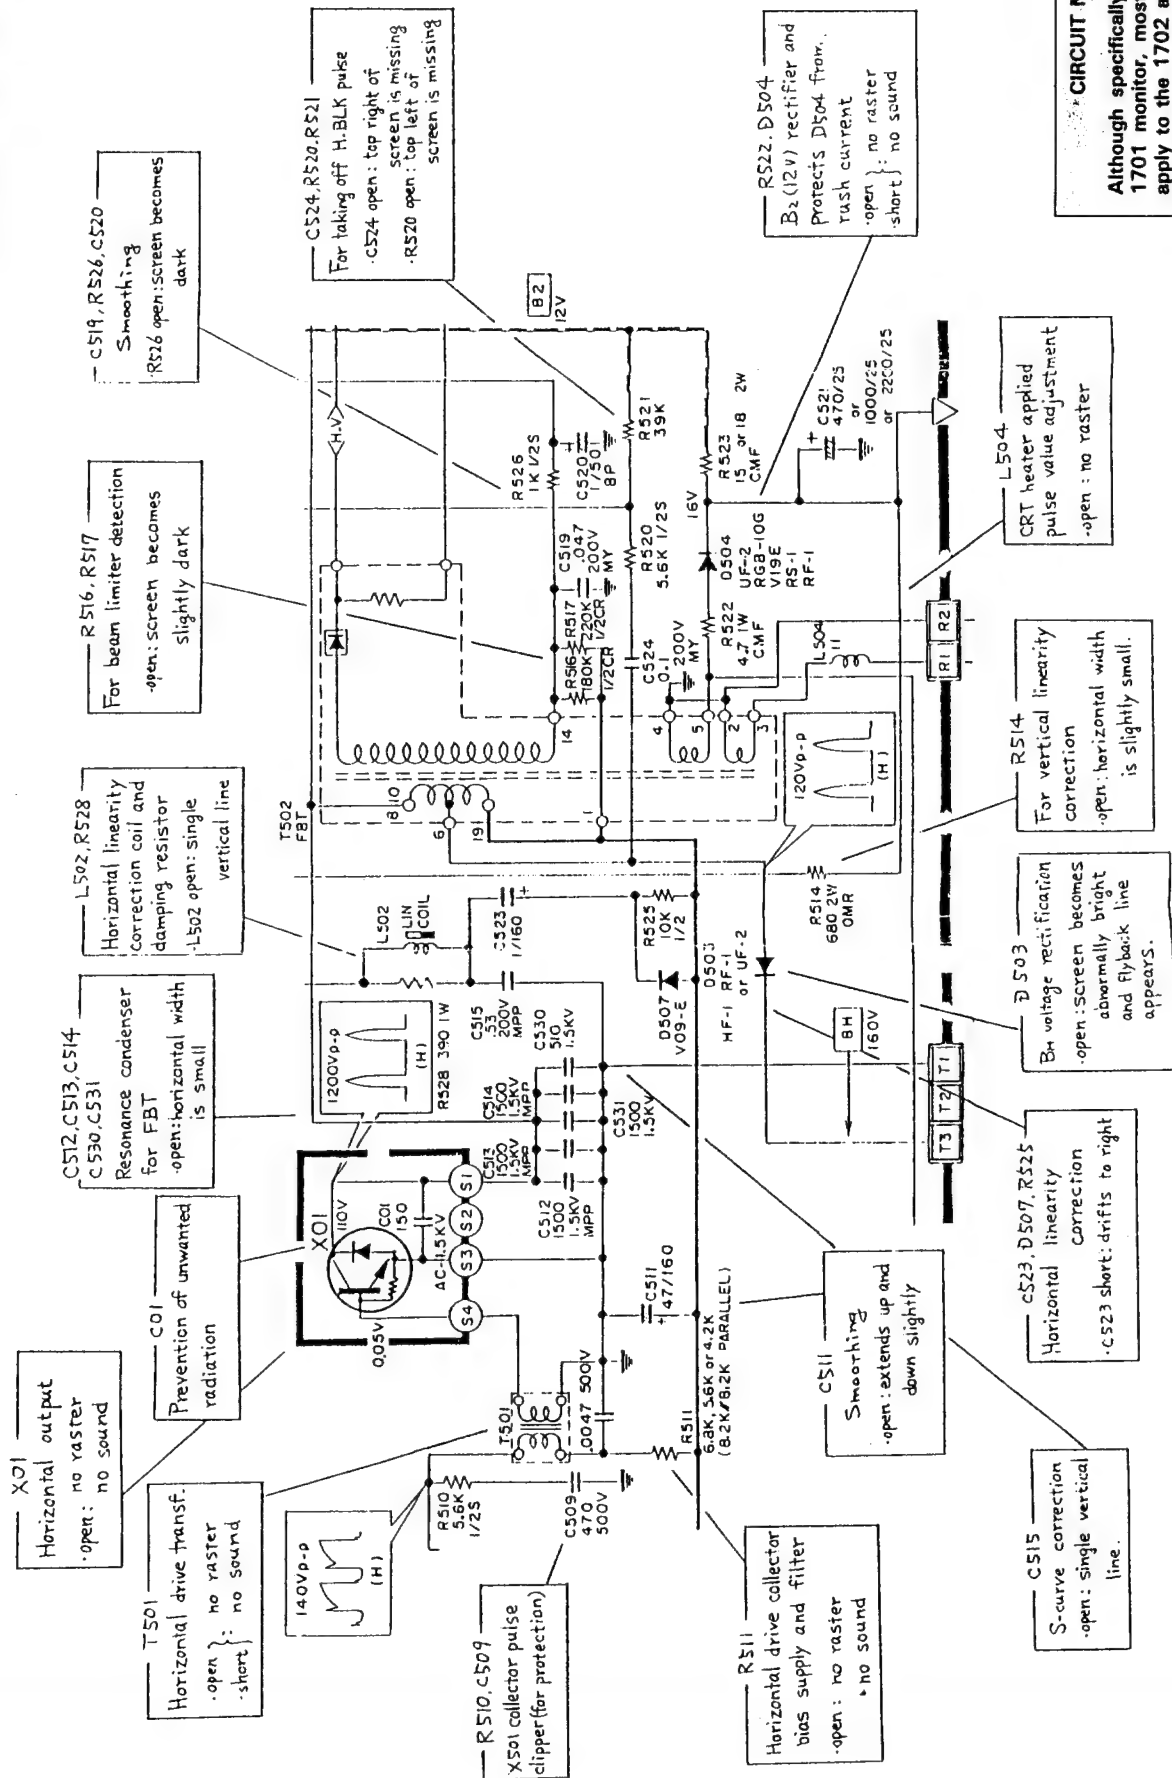 X01
Horizontal output
·open: no raster
no sound
C01
Prevention of unwanted
radiation
C512, C513, C514
C530, C531
Resonance condenser
for FBT
·open: horizontal width
is small
L502, R528
Horizontal linearity
correction coil and
damping resistor
·L502 open: single
vertical line
R516, R517
For beam limiter detection
·open: screen becomes
slightly dark
C519, R526, C520
Smoothing
·R526 open: screen becomes
dark
C524, R520, R521
For taking off H.BLK pulse
·C524 open: top right of
screen is missing
·R520 open: top left of
screen is missing
R522, D504
B2 (12V) rectifier and
Protects D504 from
rush current
·open }: no raster
·short }: no sound
CIRCUIT
Although specifically
1701 monitor, most
apply to the 1702 a
T501
Horizontal drive transf.
·open }: no raster
·short }: no sound
140Vp-p
(H)
R510, C509
X501 collector pulse
clipper (for protection)
R511
Horizontal drive collector
bias supply and filter
·open: no raster
·no sound
C515
S-curve correction
·open: single vertical
line.
C511
Smoothing
·open: extends up and
down slightly
C523, D507, R525
Horizontal linearity
correction
·C523 short: drifts to right
D503
BH voltage rectification
·open: screen becomes
abnormally bright
and flyback line
appears.
R514
For vertical linearity
correction
·open: horizontal width
is slightly small.
L504
CRT heater applied
pulse value adjustment
·open: no raster
X01
110V
C01
150
AC-1.5KV
0.05V
S4
S3
S2
S1
1200Vp-p
(H)
R528 390 1W
L502
LIN
COIL
C523
1/160
C515
.53
200V
MPP
C530
510
1.5KV
C514
1500
1.5KV
MPP
C513
1500
1.5KV
MPP
C512
1500
1.5KV
MPP
C531
1500
1.5KV
R525
10K
1/2
D507
V09-E
D503
RF-1
HF-1 or UF-2
T501
R510
5.6K
1/2S
C509
470
500V
.0047 500V
R511
6.8K, 5.6K or 4.2K
(8.2K/8.2K PARALLEL)
C511
47/160
T502
FBT
8
10
6
19
1
14
4
5
2
3
H.V
R526
1K 1/2S
C520
1/50
BP
C519
.047
200V
MY
R517
220K
1/2CR
R516
180K
1/2CR
R521
39K
R520
5.6K 1/2S
C524
0.1
200V
MY
B2
12V
R523
15 or 18 2W
CMF
16V
D504
UF-2
RGB-10G
V19E
RS-1
RF-1
R522
4.7 1W
CMF
C521
470/25
or
1000/25
or
2200/25
L504
11
R1
R2
120Vp-p
(H)
R514
680 2W
OMR
BH
160V
T3
T2
T1